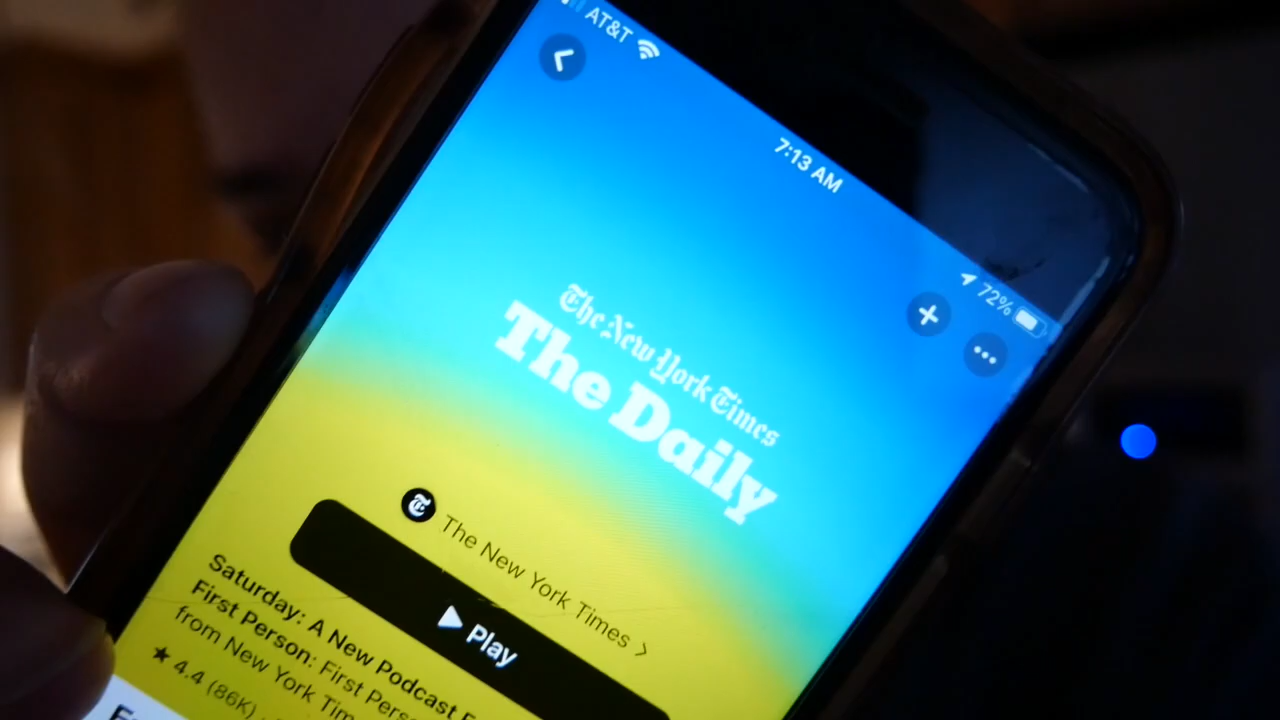 AT&T
7:13 AM
72%
The New York Times
The Daily
The New York Times
Play
Saturday: A New Podcast F
First Person: First Pers
from New York Tim
4.4 (86K)